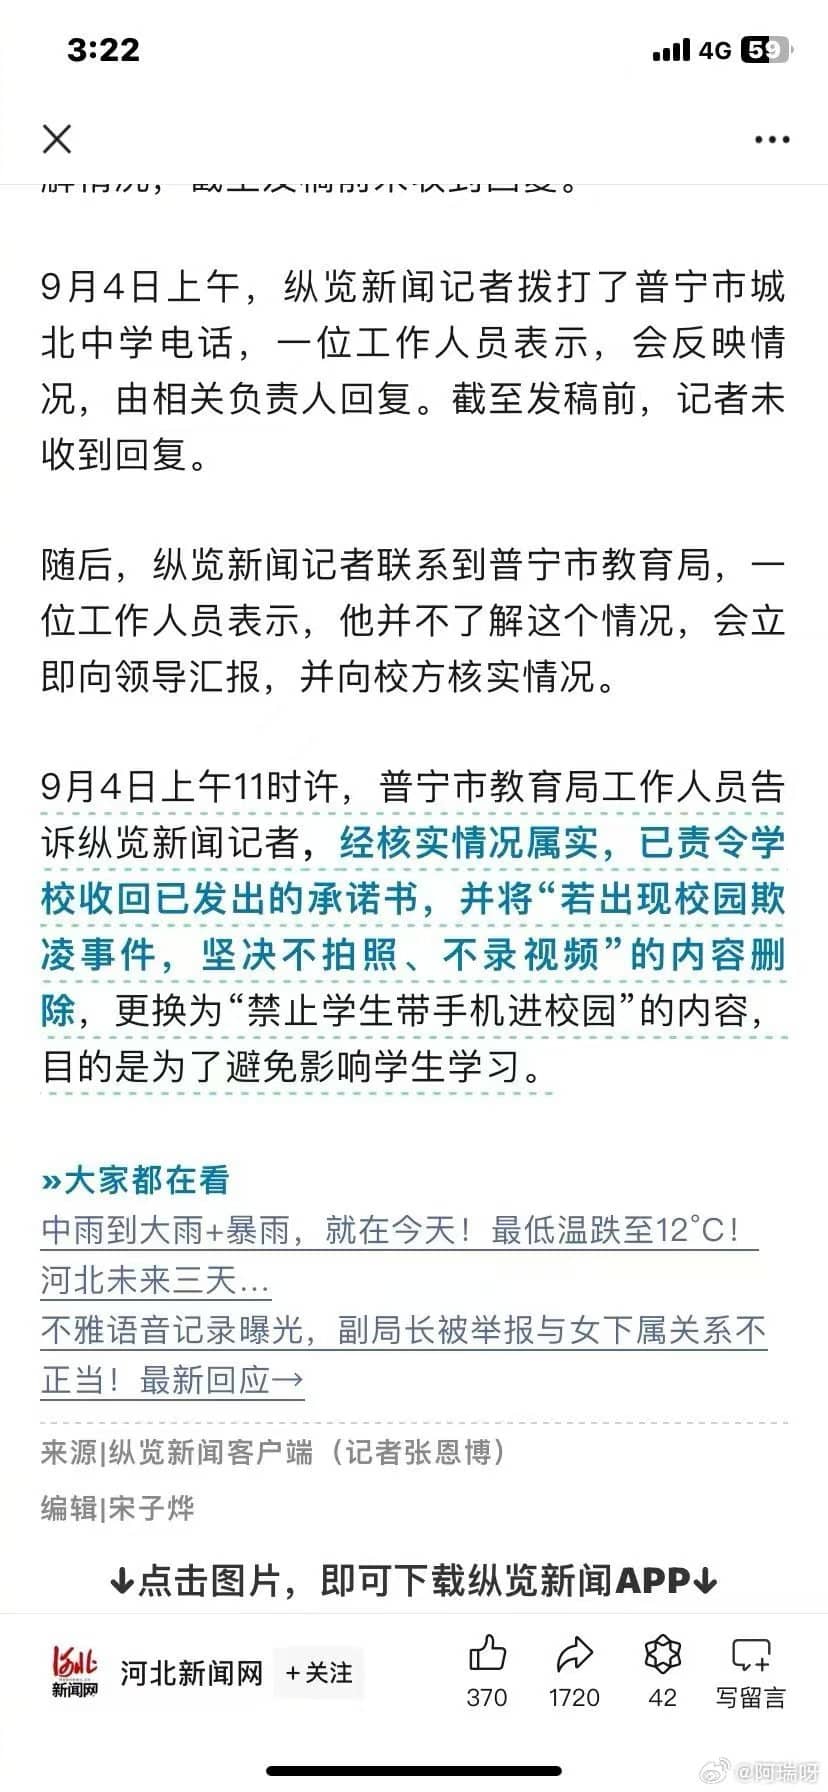 3:22
4G 59
解情况，截至发稿前未收到回复。
9月4日上午，纵览新闻记者拨打了普宁市城
北中学电话，一位工作人员表示，会反映情
况，由相关负责人回复。截至发稿前，记者未
收到回复。
随后，纵览新闻记者联系到普宁市教育局，一
位工作人员表示，他并不了解这个情况，会立
即向领导汇报，并向校方核实情况。
9月4日上午11时许，普宁市教育局工作人员告
诉纵览新闻记者，经核实情况属实，已责令学
校收回已发出的承诺书，并将“若出现校园欺
凌事件，坚决不拍照、不录视频”的内容删
除，更换为“禁止学生带手机进校园”的内容，
目的是为了避免影响学生学习。
»大家都在看
中雨到大雨+暴雨，就在今天！最低温跌至12°C！
河北未来三天...
不雅语音记录曝光，副局长被举报与女下属关系不
正当！最新回应→
来源|纵览新闻客户端（记者张恩博）
编辑|宋子烨
↓点击图片，即可下载纵览新闻APP↓
河北
新闻网
河北新闻网 +关注
370 1720 42 写留言
@阿瑞呀